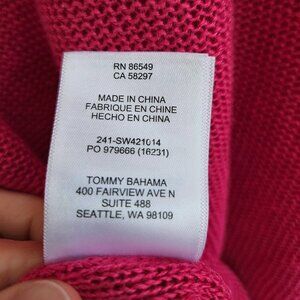 RN 86549
CA 58297
MADE IN CHINA
FABRIQUE EN CHINE
HECHO EN CHINA
241-SW421014
PO 979666 (16231)
TOMMY BAHAMA
400 FAIRVIEW AVE N
SUITE 488
SEATTLE, WA 98109